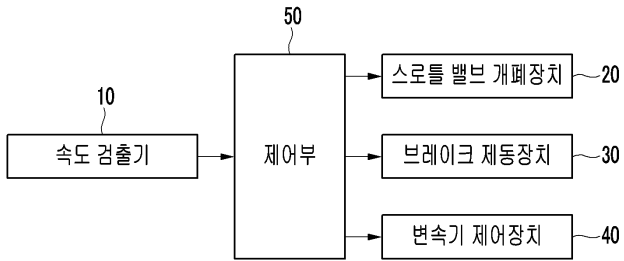 50
스로틀 밸브 개폐장치
20
10
속도 검출기
제어부
브레이크 제동장치
30
변속기 제어장치
40